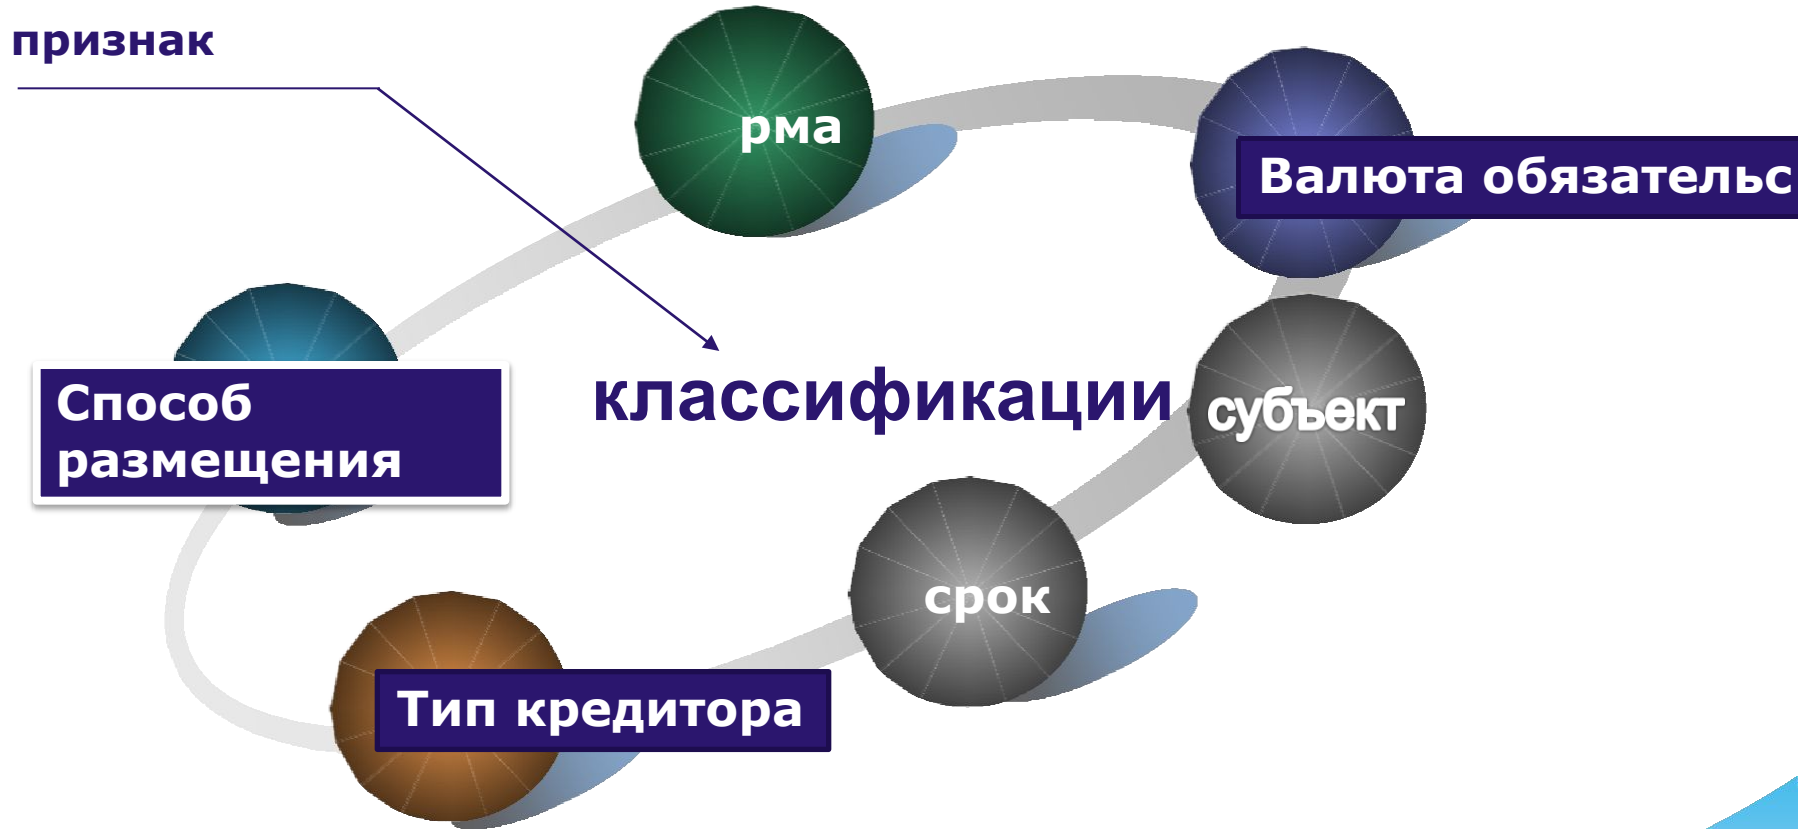 признак
рма
Валюта обязательс
Способ
размещения
классификации
субъект
срок
Тип кредитора